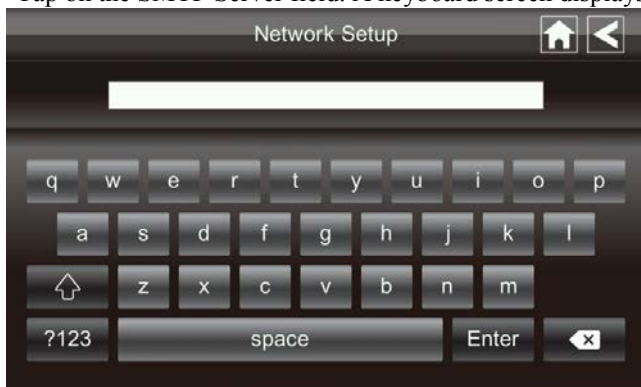 Tap on the SMTP Server field. A keyboard screen displays
Network Setup
q w e r t y u i o p
a s d f g h j k l
z x c v b n m
?123 space Enter